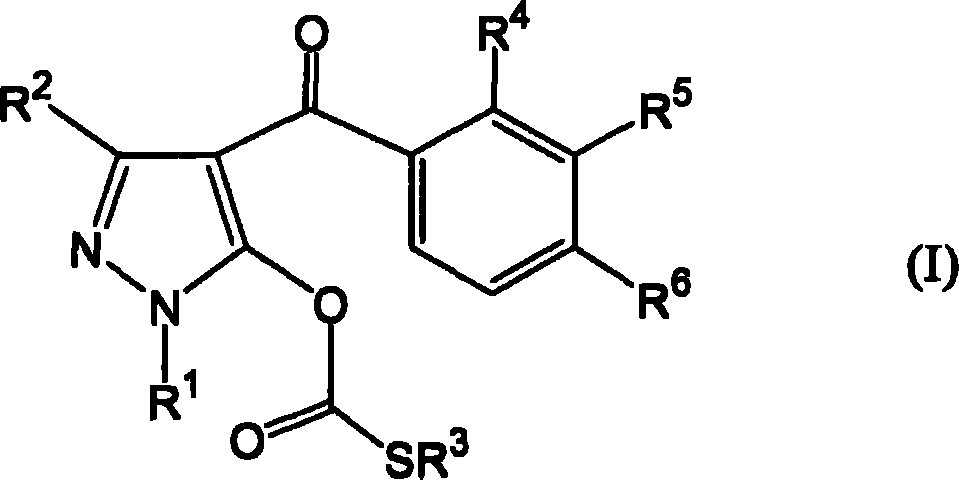 O
R⁴
R²
R⁵
N
N
O
R⁶
(I)
R¹
O
SR³